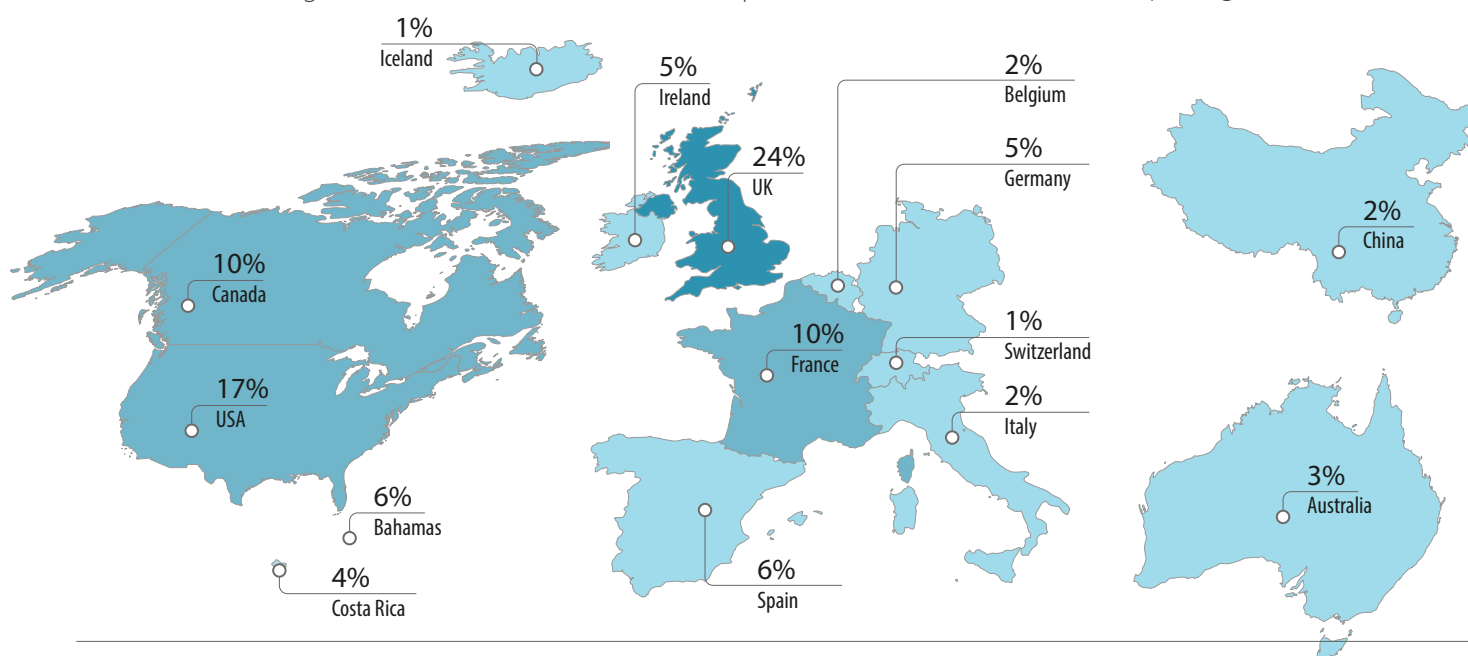 1%
Iceland
5%
Ireland
2%
Belgium
24%
UK
5%
Germany
2%
China
10%
Canada
10%
France
1%
Switzerland
17%
USA
2%
Italy
6%
Bahamas
3%
Australia
4%
Costa Rica
6%
Spain